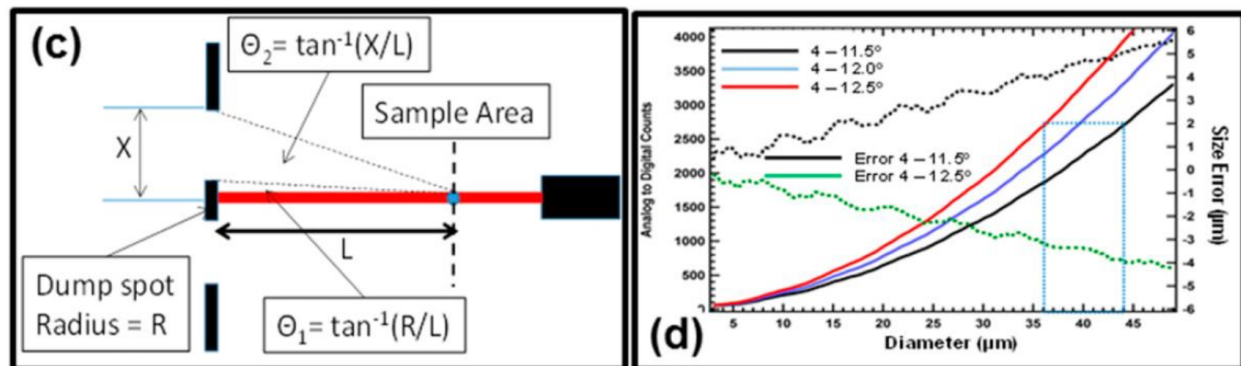 (c)
Θ₂= tan⁻¹(X/L)
Sample Area
X
L
Dump spot
Radius = R
Θ₁= tan⁻¹(R/L)
4000
3500
3000
2500
2000
1500
1000
500
0
Analog to Digital Counts
4 – 11.5°
4 – 12.0°
4 – 12.5°
Error 4 – 11.5°
Error 4 – 12.5°
6
5
4
3
2
1
0
-1
-2
-3
-4
-5
-6
Size Error (µm)
5 10 15 20 25 30 35 40 45
Diameter (µm)
(d)